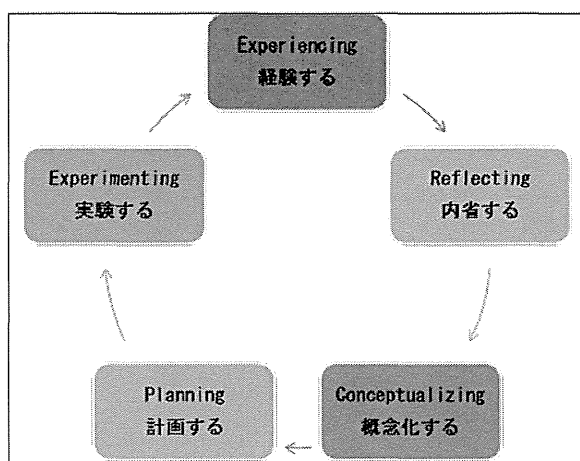 Experiencing
経験する
Reflecting
内省する
Conceptualizing
概念化する
Planning
計画する
Experimenting
実験する